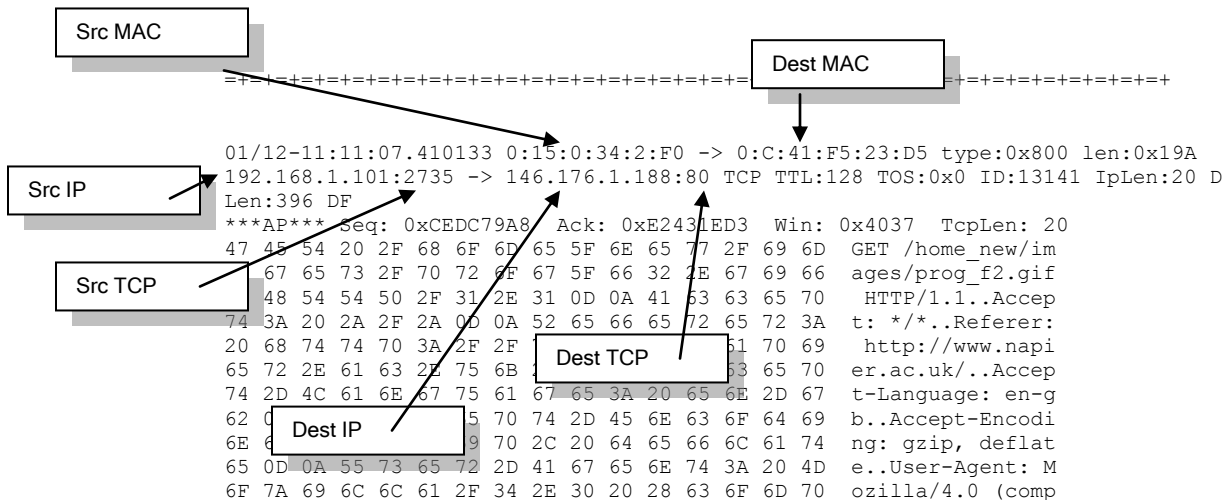 Src MAC
Dest MAC
=+=+=+=+=+=+=+=+=+=+=+=+=+=+=+=+=+=+=+=+=+ =+=+=+=+=+=+=+=+=+
01/12-11:11:07.410133 0:15:0:34:2:F0 -> 0:C:41:F5:23:D5 type:0x800 len:0x19A
Src IP
192.168.1.101:2735 -> 146.176.1.188:80 TCP TTL:128 TOS:0x0 ID:13141 IpLen:20 D
Len:396 DF
***AP*** Seq: 0xCEDC79A8 Ack: 0xE2431ED3 Win: 0x4037 TcpLen: 20
47 45 54 20 2F 68 6F 6D 65 5F 6E 65 77 2F 69 6D GET /home_new/im
67 65 73 2F 70 72 6F 67 5F 66 32 2E 67 69 66 ages/prog_f2.gif
Src TCP
48 54 54 50 2F 31 2E 31 0D 0A 41 63 63 65 70 HTTP/1.1..Accep
74 3A 20 2A 2F 2A 0D 0A 52 65 66 65 72 65 72 3A t: */*..Referer:
20 68 74 74 70 3A 2F 2F 70 69 http://www.napi
Dest TCP
65 72 2E 61 63 2E 75 6B 63 65 70 er.ac.uk/..Accep
74 2D 4C 61 6E 67 75 61 67 65 3A 20 65 6E 2D 67 t-Language: en-g
62 70 74 2D 45 6E 63 6F 64 69 b..Accept-Encodi
Dest IP
6E 70 2C 20 64 65 66 6C 61 74 ng: gzip, deflat
65 0D 0A 55 73 65 72 2D 41 67 65 6E 74 3A 20 4D e..User-Agent: M
6F 7A 69 6C 6C 61 2F 34 2E 30 20 28 63 6F 6D 70 ozilla/4.0 (comp